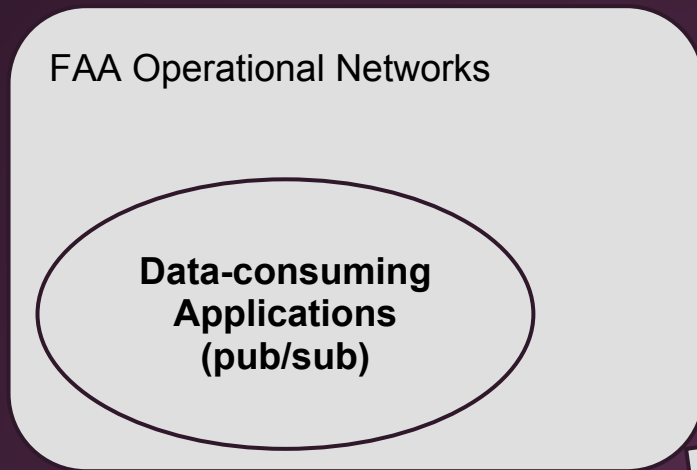 FAA Operational Networks
Data-consuming
Applications
(pub/sub)